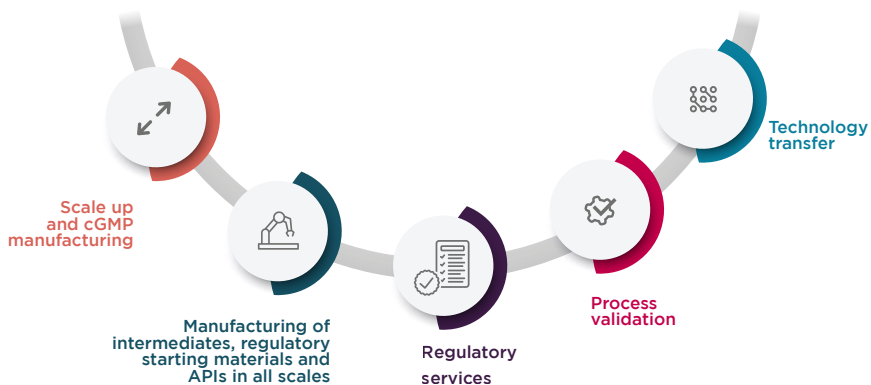 Scale up
and cGMP
manufacturing
Manufacturing of
intermediates, regulatory
starting materials and
APIs in all scales
Regulatory
services
Process
validation
Technology
transfer